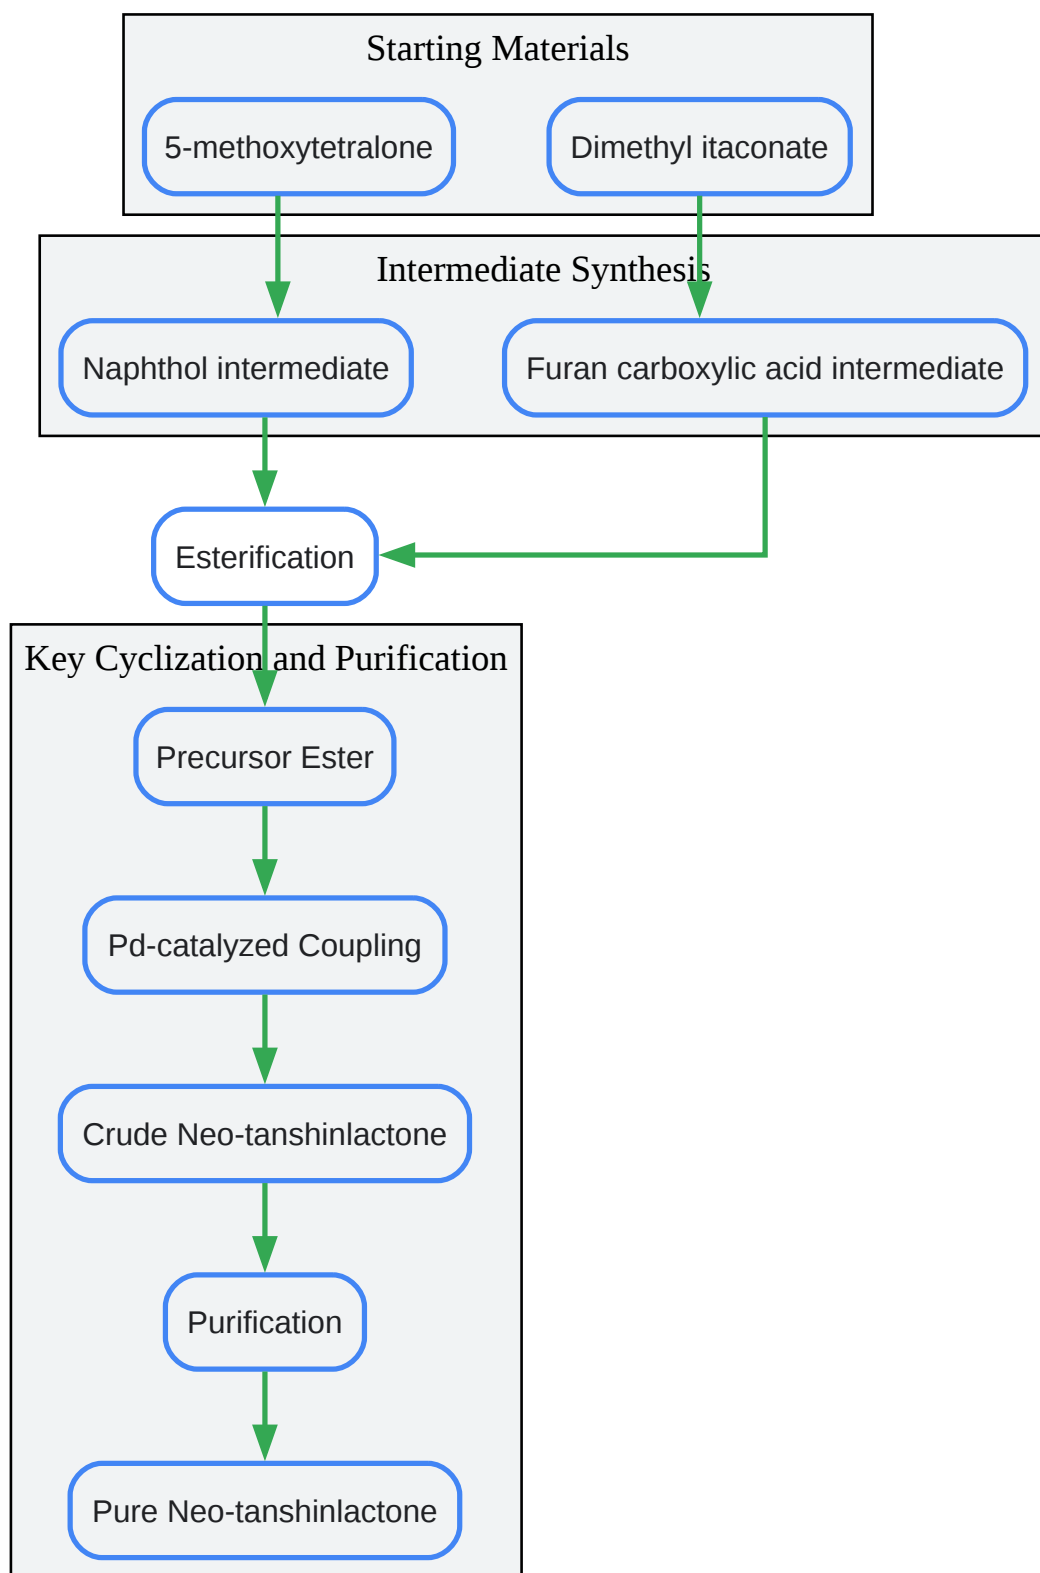 Starting Materials
5-methoxytetralone
Dimethyl itaconate
Intermediate Synthesis
Naphthol intermediate
Furan carboxylic acid intermediate
Esterification
Key Cyclization and Purification
Precursor Ester
Pd-catalyzed Coupling
Crude Neo-tanshinlactone
Purification
Pure Neo-tanshinlactone